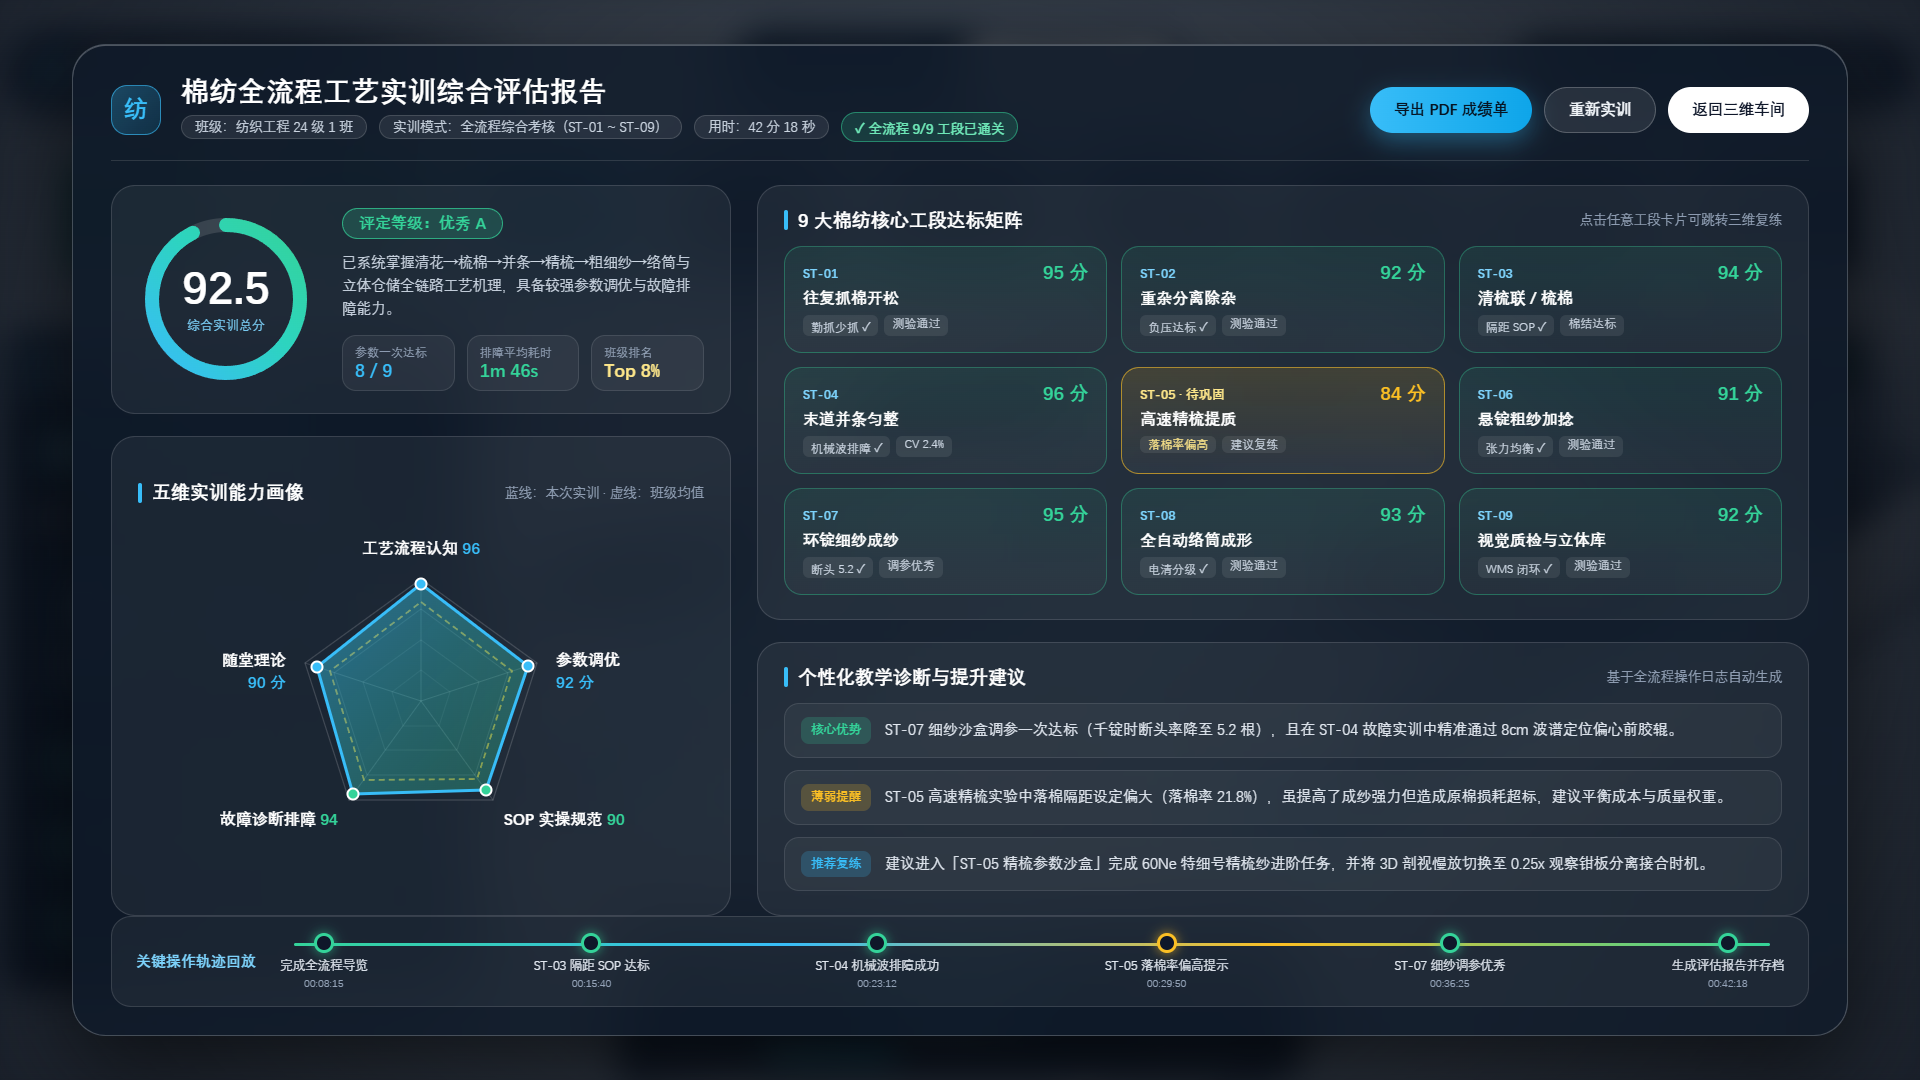 纺
棉纺全流程工艺实训综合评估报告
班级：纺织工程 24 级 1 班
实训模式：全流程综合考核（ST-01 ~ ST-09）
用时：42 分 18 秒
✓ 全流程 9/9 工段已通关
导出 PDF 成绩单
重新实训
返回三维车间
92.5
综合实训总分
评定等级：优秀 A
已系统掌握清花→梳棉→并条→精梳→粗细纱→络筒与
立体仓储全链路工艺机理，具备较强参数调优与故障排
障能力。
参数一次达标
8 / 9
排障平均耗时
1m 46s
班级排名
Top 8%
五维实训能力画像
蓝线：本次实训 · 虚线：班级均值
工艺流程认知 96
随堂理论
90 分
参数调优
92 分
故障诊断排障 94
SOP 实操规范 90
9 大棉纺核心工段达标矩阵
点击任意工段卡片可跳转三维复练
ST-01
95 分
往复抓棉开松
勤抓少抓 ✓
测验通过
ST-02
92 分
重杂分离除杂
负压达标 ✓
测验通过
ST-03
94 分
清梳联 / 梳棉
隔距 SOP ✓
棉结达标
ST-04
96 分
末道并条匀整
机械波排障 ✓
CV 2.4%
ST-05 · 待巩固
84 分
高速精梳提质
落棉率偏高
建议复练
ST-06
91 分
悬锭粗纱加捻
张力均衡 ✓
测验通过
ST-07
95 分
环锭细纱成纱
断头 5.2 ✓
调参优秀
ST-08
93 分
全自动络筒成形
电清分级 ✓
测验通过
ST-09
92 分
视觉质检与立体库
WMS 闭环 ✓
测验通过
个性化教学诊断与提升建议
基于全流程操作日志自动生成
核心优势
ST-07 细纱沙盒调参一次达标（千锭时断头率降至 5.2 根），且在 ST-04 故障实训中精准通过 8cm 波谱定位偏心前胶辊。
薄弱提醒
ST-05 高速精梳实验中落棉隔距设定偏大（落棉率 21.8%），虽提高了成纱强力但造成原棉损耗超标，建议平衡成本与质量权重。
推荐复练
建议进入「ST-05 精梳参数沙盒」完成 60Ne 特细号精梳纱进阶任务，并将 3D 剖视慢放切换至 0.25x 观察钳板分离接合时机。
关键操作轨迹回放
完成全流程导览
00:08:15
ST-03 隔距 SOP 达标
00:15:40
ST-04 机械波排障成功
00:23:12
ST-05 落棉率偏高提示
00:29:50
ST-07 细纱调参优秀
00:36:25
生成评估报告并存档
00:42:18